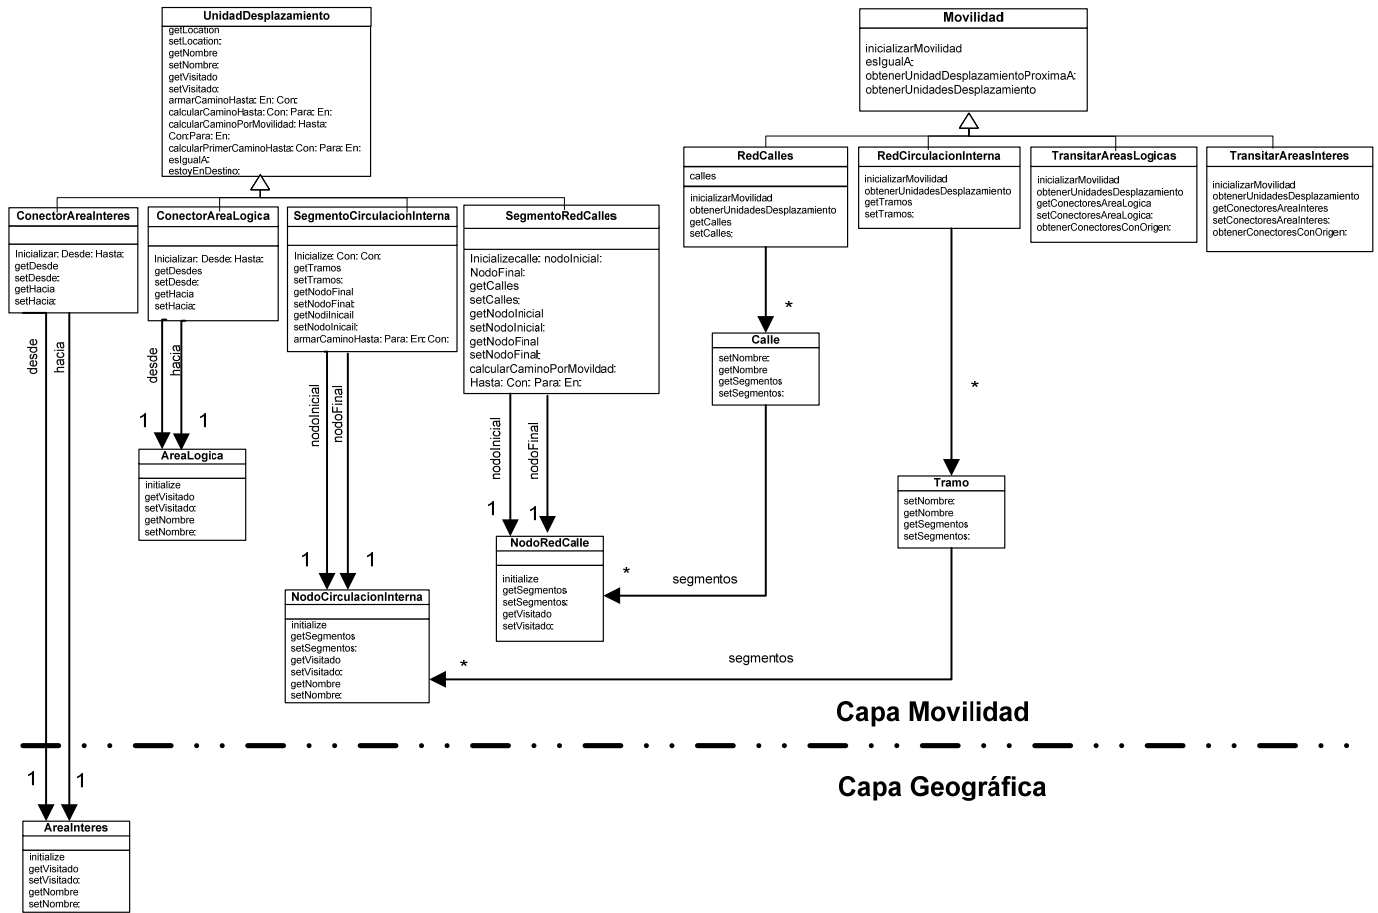 UnidadDesplazamiento
getLocation
setLocation:
getNombre
setNombre:
getVisitado
setVisitado:
armarCaminoHasta: En: Con:
calcularCaminoHasta: Con: Para: En:
calcularCaminoPorMovilidad: Hasta:
Con:Para: En:
calcularPrimerCaminoHasta: Con: Para: En:
esIgualA:
estoyEnDestino:
Movilidad
inicializarMovilidad
esIgualA:
obtenerUnidadDesplazamientoProximaA:
obtenerUnidadesDesplazamiento
RedCalles
calles
inicializarMovilidad
obtenerUnidadesDesplazamiento
getCalles
setCalles:
RedCirculacionInterna
inicializarMovilidad
obtenerUnidadesDesplazamiento
getTramos
setTramos:
TransitarAreasLogicas
inicializarMovilidad
obtenerUnidadesDesplazamiento
getConectoresAreaLogica
setConectoresAreaLogica:
obtenerConectoresConOrigen:
TransitarAreasInteres
inicializarMovilidad
obtenerUnidadesDesplazamiento
getConectoresAreaInteres
setConectoresAreaInteres:
obtenerConectoresConOrigen:
ConectorAreaInteres
Inicializar: Desde: Hasta:
getDesde
setDesde:
getHacia
setHacia:
ConectorAreaLogica
Inicializar: Desde: Hasta:
getDesdes
setDesde:
getHacia
setHacia:
SegmentoCirculacionInterna
Initialize: Con: Con:
getTramos
setTramos:
getNodoFinal
setNodoFinal:
getNodiInicail
setNodoInicail:
armarCaminoHasta: Para: En: Con:
SegmentoRedCalles
Inicializecalle: nodoInicial:
NodoFinal:
getCalles
setCalles:
getNodoInicial
setNodoInicial:
getNodoFinal
setNodoFinal:
calcularCaminoPorMovildad:
Hasta: Con: Para: En:
desde
hacia
desde
hacia
1
1
nodoInicial
nodoFinal
1
1
nodoInicial
nodoFinal
1
1
*
Calle
setNombre:
getNombre
getSegmentos
setSegmentos:
*
Tramo
setNombre:
getNombre
getSegmentos
setSegmentos:
AreaLogica
initialize
getVisitado
setVisitado:
getNombre
setNombre:
NodoRedCalle
initialize
getSegmentos
setSegmentos:
getVisitado
setVisitado:
* segmentos
NodoCirculacionInterna
initialize
getSegmentos
setSegmentos:
getVisitado
setVisitado:
getNombre
setNombre:
* segmentos
Capa Movilidad
Capa Geográfica
1
1
AreaInteres
initialize
getVisitado
setVisitado:
getNombre
setNombre: